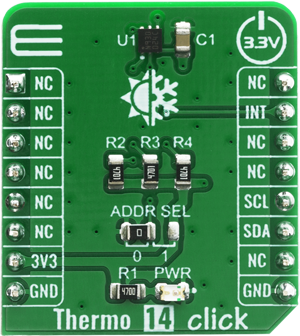 U1 C1 3.3V
NC NC
NC INT
NC R2 R3 R4 NC
NC NC
NC SCL
NC ADDR SEL SDA
3V3 0 1 NC
GND R1 PWR GND
4700
Thermo 14 click